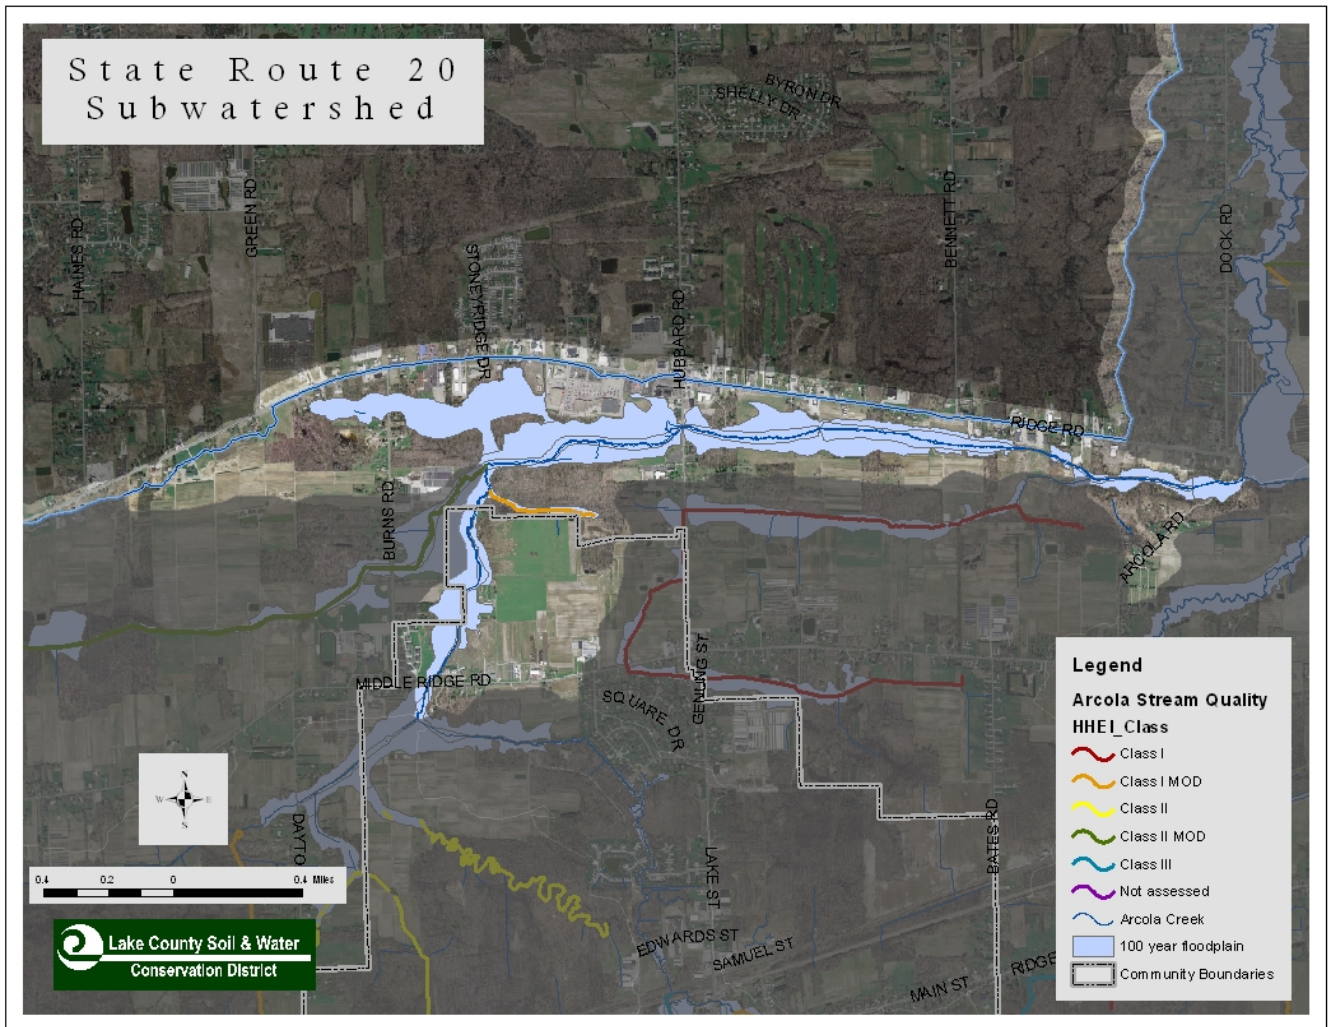 State Route 20
Subwatershed
BYRON DR
SHELLY DR
HAINES RD
GREEN RD
STONEYRIDGE DR
HUBBARD RD
BENNETT RD
DOCK RD
RIDGE RD
BURNS RD
ARCOLA RD
MIDDLE RIDGE RD
SQUARE DR
GENUNG ST
DAYTO
LAKE ST
BATES RD
EDWARDS ST
SAMUEL ST
MAIN ST
RIDGE
N
W E
S
0.4 0.2 0 0.4 Miles
Lake County Soil & Water
Conservation District
Legend
Arcola Stream Quality
HHEI_Class
Class I
Class I MOD
Class II
Class II MOD
Class III
Not assessed
Arcola Creek
100 year floodplain
Community Boundaries